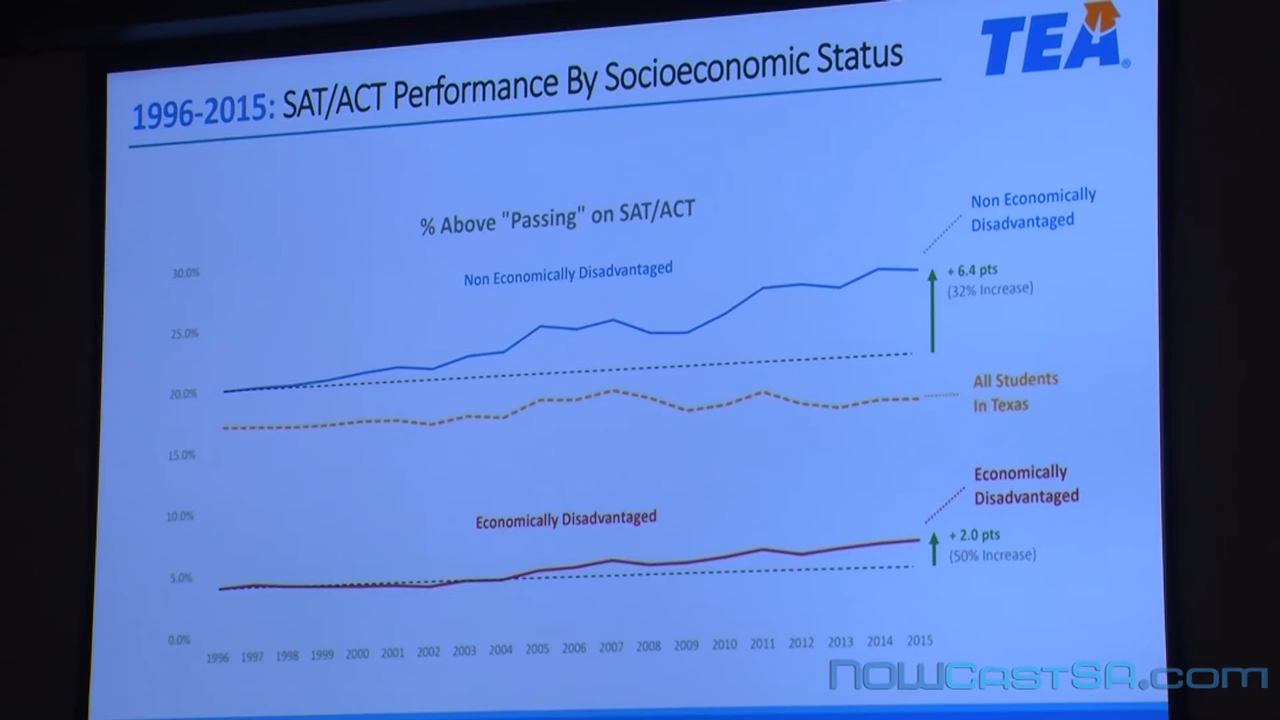 TEA
1996-2015: SAT/ACT Performance By Socioeconomic Status
% Above "Passing" on SAT/ACT
Non Economically
Disadvantaged
Non Economically Disadvantaged
30.0%
+ 6.4 pts
(32% Increase)
25.0%
20.0%
All Students
In Texas
15.0%
Economically
Disadvantaged
10.0%
Economically Disadvantaged
+ 2.0 pts
(50% Increase)
5.0%
0.0%
1996 1997 1998 1999 2000 2001 2002 2003 2004 2005 2006 2007 2008 2009 2010 2011 2012 2013 2014 2015
NOWCastSA.com